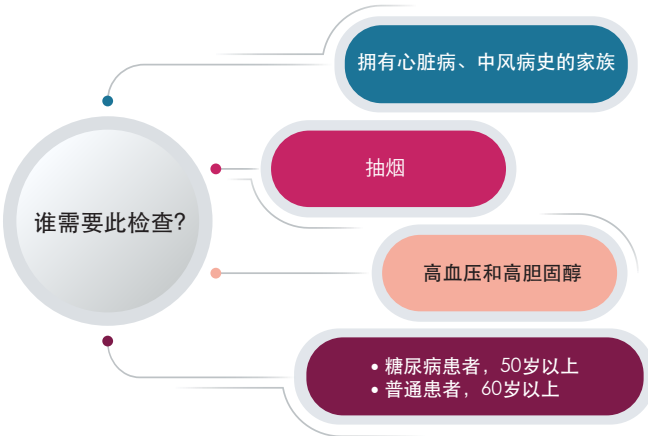 拥有心脏病、中风病史的家族
抽烟
谁需要此检查?
高血压和高胆固醇
• 糖尿病患者，50岁以上
• 普通患者，60岁以上